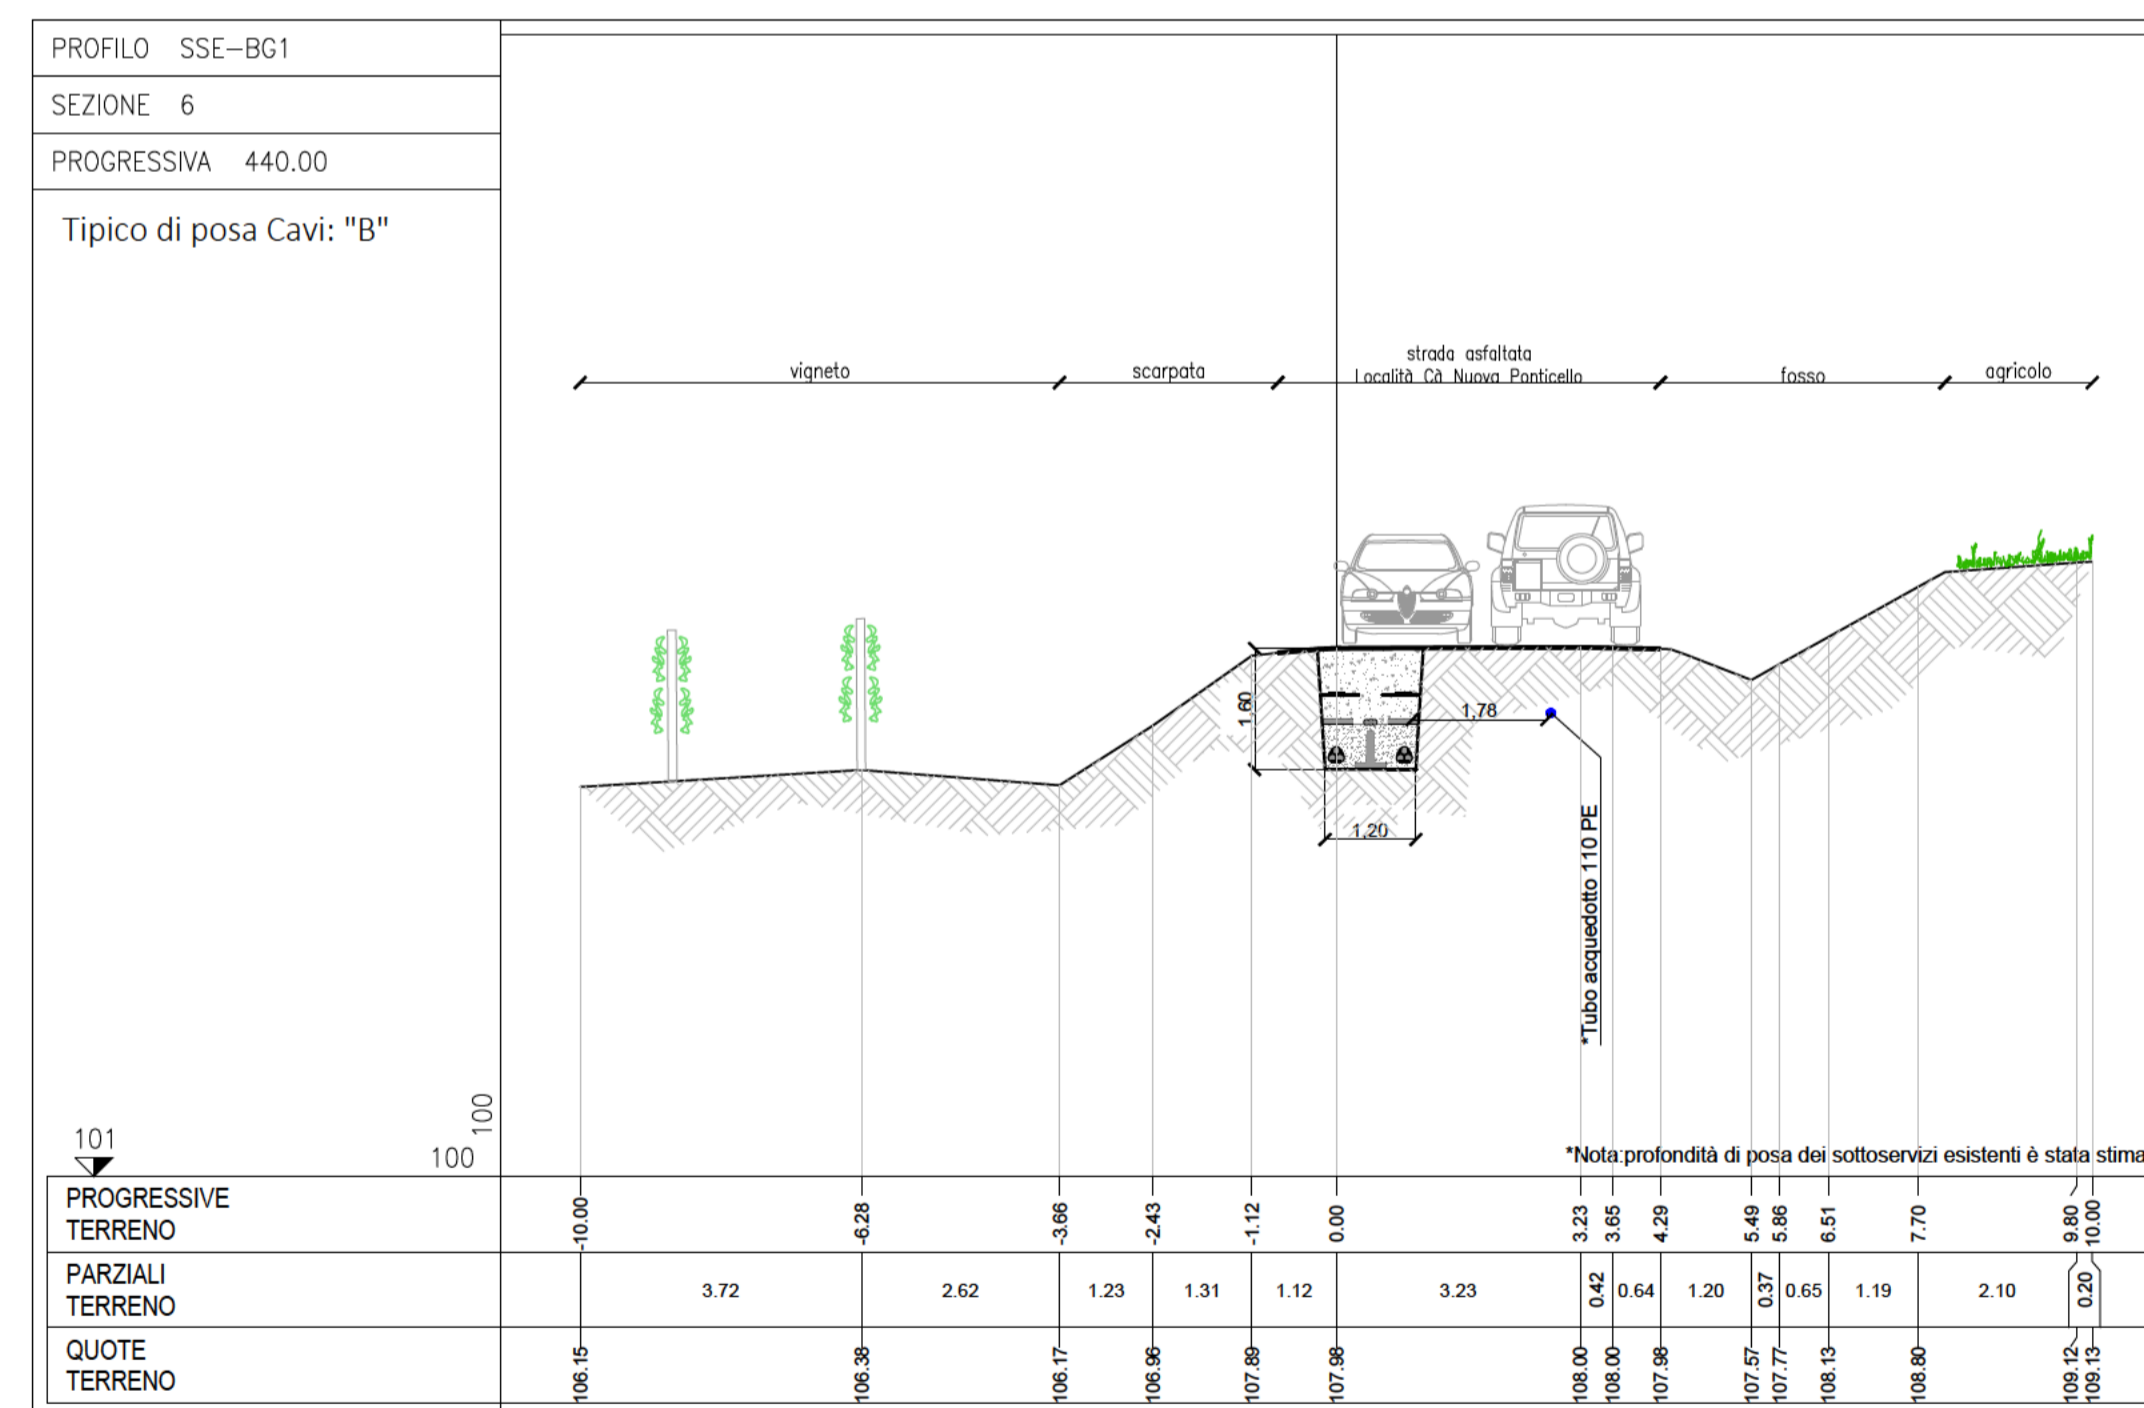 PROFILO SSE-BG1
SEZIONE 6
PROGRESSIVA 440.00
Tipico di posa Cavi: "B"
vigneto
scarpata
strada asfaltata
Località Cà Nuova Ponticello
fosso
agricolo
1.60
1,78
1,20
*Tubo acquedotto 110 PE
101
100
100
*Nota:profondità di posa dei sottoservizi esistenti è stata stima
PROGRESSIVE
TERRENO
-10.00 -6.28 -3.66 -2.43 -1.12 0.00 3.23 3.65 4.29 5.49 5.86 6.51 7.70 9.80 10.00
PARZIALI
TERRENO
3.72 2.62 1.23 1.31 1.12 3.23 0.42 0.64 1.20 0.37 0.65 1.19 2.10 0.20
QUOTE
TERRENO
106.15 106.38 106.17 106.96 107.89 107.98 108.00 108.00 107.98 107.57 107.77 108.13 108.80 109.12 109.13